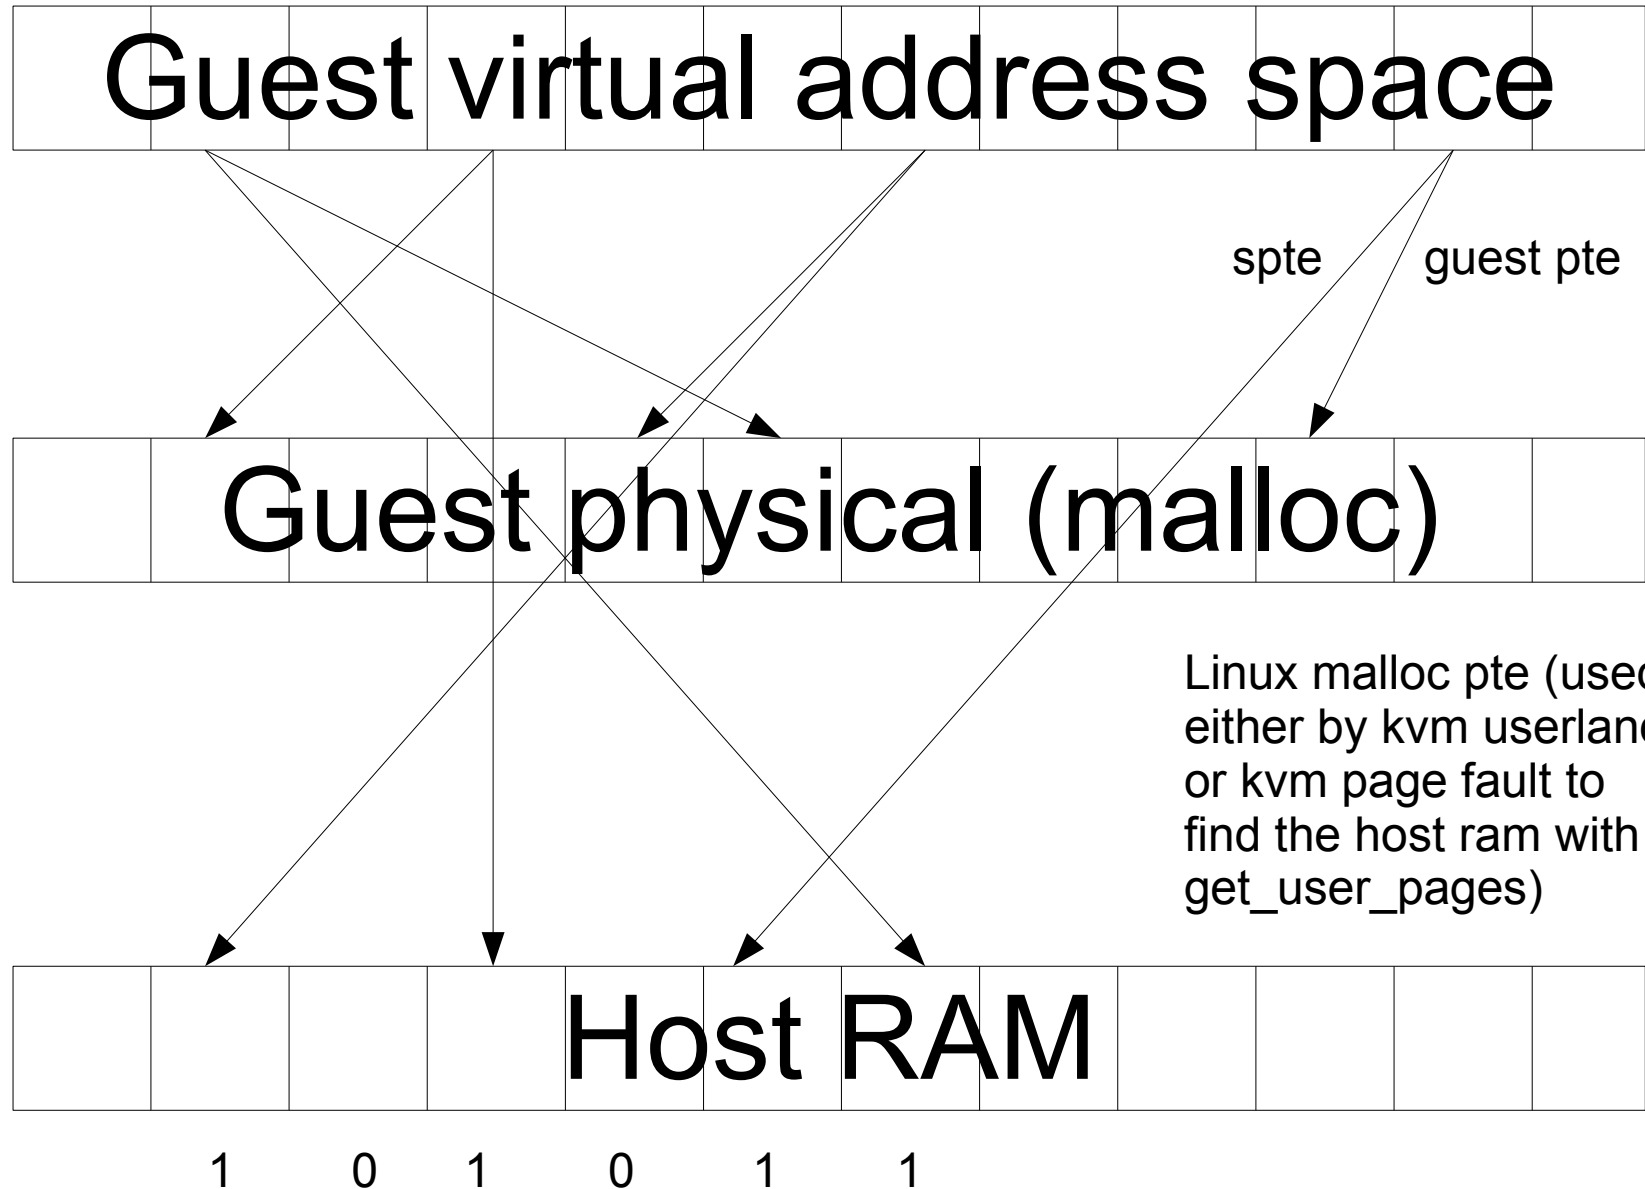 Guest virtual address space
spte guest pte
Guest physical (malloc)
Linux malloc pte (used
either by kvm userland
or kvm page fault to
find the host ram with
get_user_pages)
Host RAM
1 0 1 0 1 1